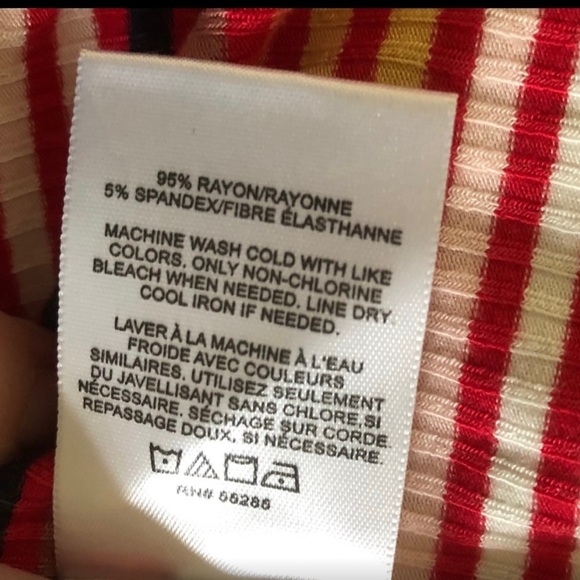 95% RAYON/RAYONNE
5% SPANDEX/FIBRE ÉLASTHANNE
MACHINE WASH COLD WITH LIKE
COLORS. ONLY NON-CHLORINE
BLEACH WHEN NEEDED. LINE DRY.
COOL IRON IF NEEDED.
LAVER À LA MACHINE À L'EAU
FROIDE AVEC COULEURS
SIMILAIRES. UTILISEZ SEULEMENT
DU JAVELLISANT SANS CHLORE,SI
NÉCESSAIRE. SÉCHAGE SUR CORDE.
REPASSAGE DOUX, SI NÉCESSAIRE.
RN# 66286